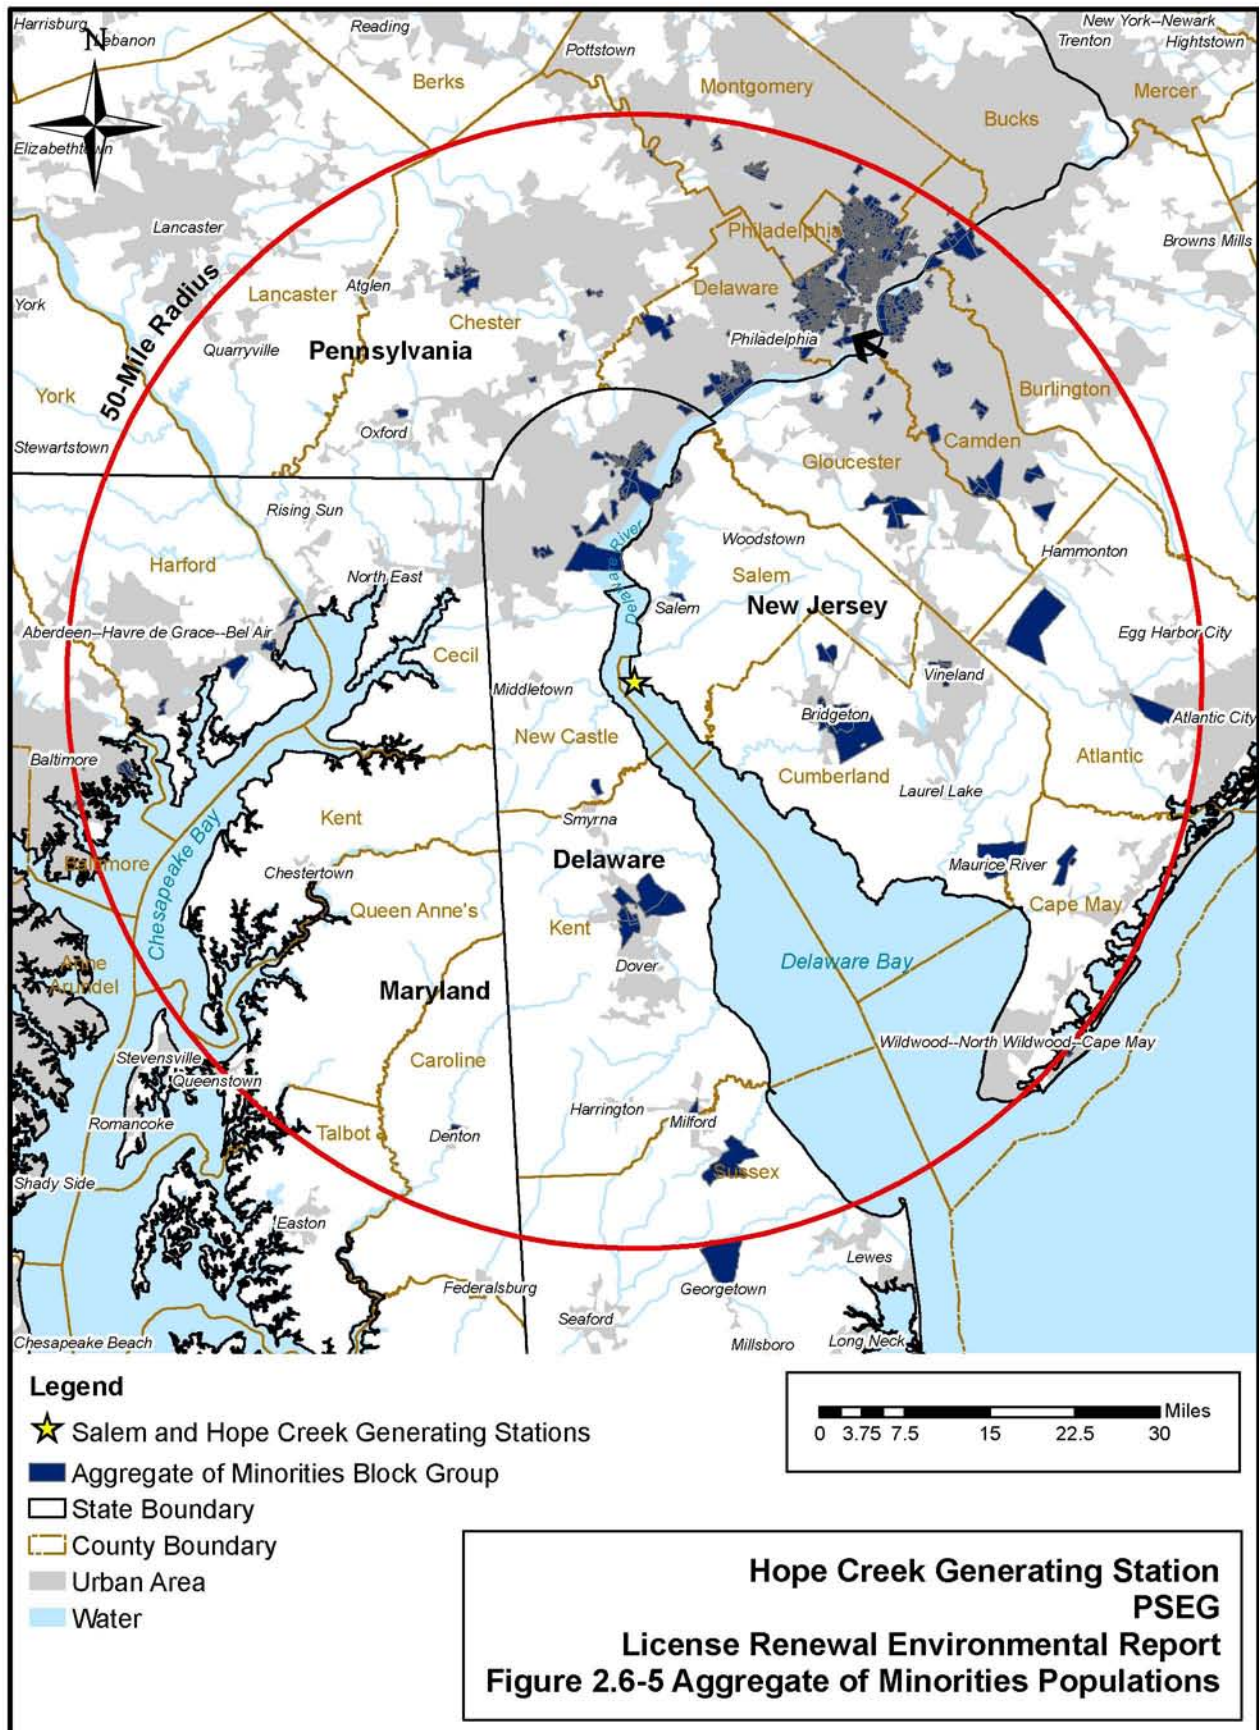 Harrisburg
Lebanon
N
Reading
Pottstown
New York--Newark
Trenton
Hightstown
Berks
Montgomery
Mercer
Bucks
Elizabethtown
Lancaster
Philadelphia
Browns Mills
York
50-Mile Radius
Lancaster
Atglen
Chester
Delaware
Philadelphia
Quarryville
Pennsylvania
York
Burlington
Stewartstown
Oxford
Camden
Gloucester
Rising Sun
Woodstown
Hammonton
Harford
North East
Delaware River
Salem
Salem
New Jersey
Aberdeen--Havre de Grace--Bel Air
Egg Harbor City
Cecil
Middletown
Vineland
Bridgeton
Atlantic City
New Castle
Baltimore
Cumberland
Atlantic
Laurel Lake
Kent
Smyrna
Chesapeake Bay
Baltimore
Delaware
Maurice River
Chestertown
Queen Anne's
Kent
Cape May
Anne
Arundel
Dover
Delaware Bay
Maryland
Wildwood--North Wildwood--Cape May
Stevensville
Caroline
Queenstown
Romancoke
Harrington
Milford
Talbot
Denton
Sussex
Shady Side
Easton
Lewes
Federalsburg
Georgetown
Seaford
Chesapeake Beach
Millsboro
Long Neck
Legend
Salem and Hope Creek Generating Stations
Aggregate of Minorities Block Group
State Boundary
County Boundary
Urban Area
Water
Miles
0 3.75 7.5 15 22.5 30
Hope Creek Generating Station
PSEG
License Renewal Environmental Report
Figure 2.6-5 Aggregate of Minorities Populations